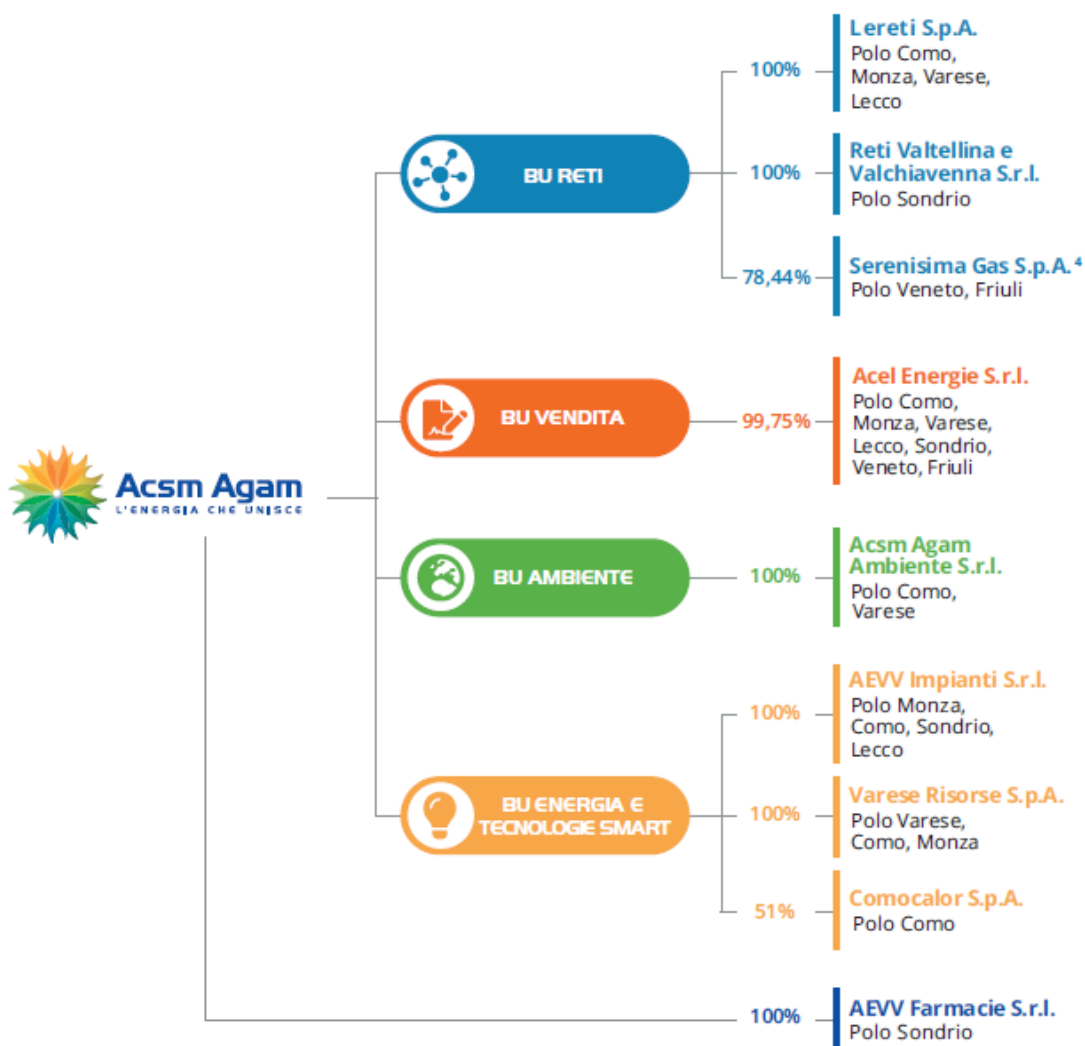 Lereti S.p.A.
Polo Como,
Monza, Varese,
Lecco
100%
BU RETI
Reti Valtellina e
Valchiavenna S.r.l.
Polo Sondrio
100%
Serenisima Gas S.p.A.⁴
Polo Veneto, Friuli
78,44%
BU VENDITA
99,75%
Acel Energie S.r.l.
Polo Como,
Monza, Varese,
Lecco, Sondrio,
Veneto, Friuli
Acsm Agam
L'ENERGIA CHE UNISCE
BU AMBIENTE
100%
Acsm Agam
Ambiente S.r.l.
Polo Como,
Varese
BU ENERGIA E
TECNOLOGIE SMART
100%
AEVV Impianti S.r.l.
Polo Monza,
Como, Sondrio,
Lecco
100%
Varese Risorse S.p.A.
Polo Varese,
Como, Monza
51%
Comocalor S.p.A.
Polo Como
100%
AEVV Farmacie S.r.l.
Polo Sondrio